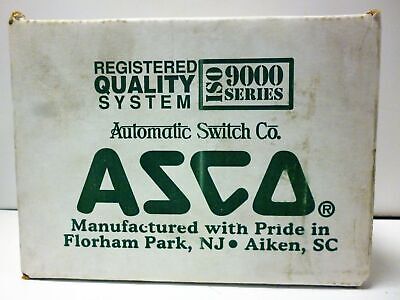 REGISTERED
QUALITY
SYSTEM
ISO
9000
SERIES
Automatic Switch Co.
ASCO®
Manufactured with Pride in
Florham Park, NJ • Aiken, SC